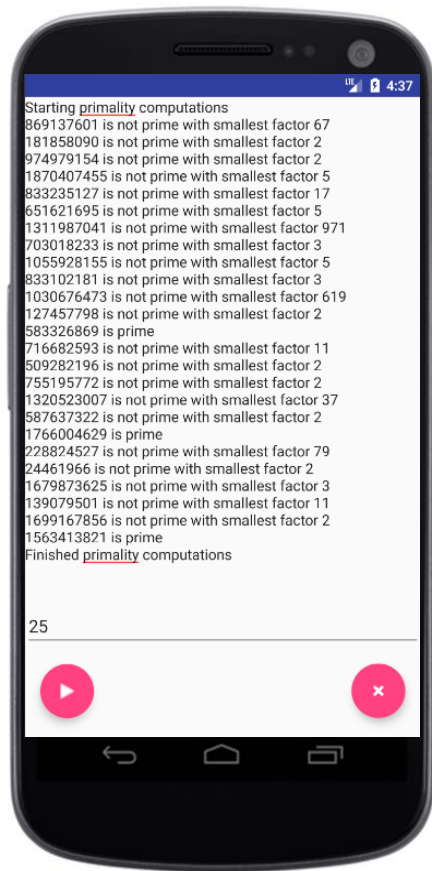 LTE 4:37
Starting primality computations
869137601 is not prime with smallest factor 67
181858090 is not prime with smallest factor 2
974979154 is not prime with smallest factor 2
1870407455 is not prime with smallest factor 5
833235127 is not prime with smallest factor 17
651621695 is not prime with smallest factor 5
1311987041 is not prime with smallest factor 971
703018233 is not prime with smallest factor 3
1055928155 is not prime with smallest factor 5
833102181 is not prime with smallest factor 3
1030676473 is not prime with smallest factor 619
127457798 is not prime with smallest factor 2
583326869 is prime
716682593 is not prime with smallest factor 11
509282196 is not prime with smallest factor 2
755195772 is not prime with smallest factor 2
1320523007 is not prime with smallest factor 37
587637322 is not prime with smallest factor 2
1766004629 is prime
228824527 is not prime with smallest factor 79
24461966 is not prime with smallest factor 2
1679873625 is not prime with smallest factor 3
139079501 is not prime with smallest factor 11
1699167856 is not prime with smallest factor 2
1563413821 is prime
Finished primality computations
25